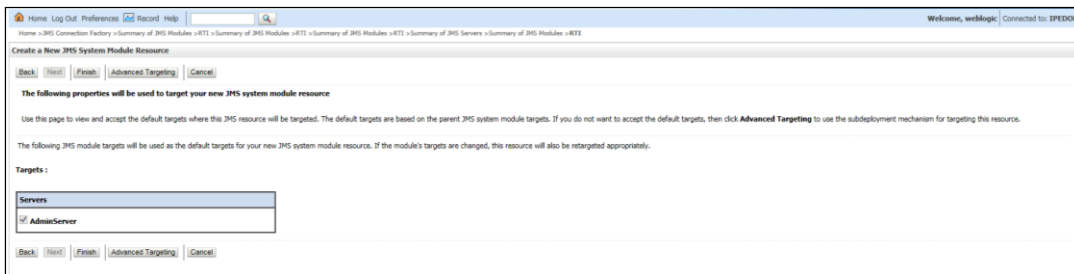 Home Log Out Preferences Record Help Welcome, weblogic Connected to: IPEDO
Home >JMS Connection Factory >Summary of JMS Modules >RTI >Summary of JMS Modules >RTI >Summary of JMS Modules >RTI >Summary of JMS Servers >Summary of JMS Modules >RTI
Create a New JMS System Module Resource
Back Next Finish Advanced Targeting Cancel
The following properties will be used to target your new JMS system module resource
Use this page to view and accept the default targets where this JMS resource will be targeted. The default targets are based on the parent JMS system module targets. If you do not want to accept the default targets, then click Advanced Targeting to use the subdeployment mechanism for targeting this resource.
The following JMS module targets will be used as the default targets for your new JMS system module resource. If the module's targets are changed, this resource will also be retargeted appropriately.
Targets :
Servers
AdminServer
Back Next Finish Advanced Targeting Cancel